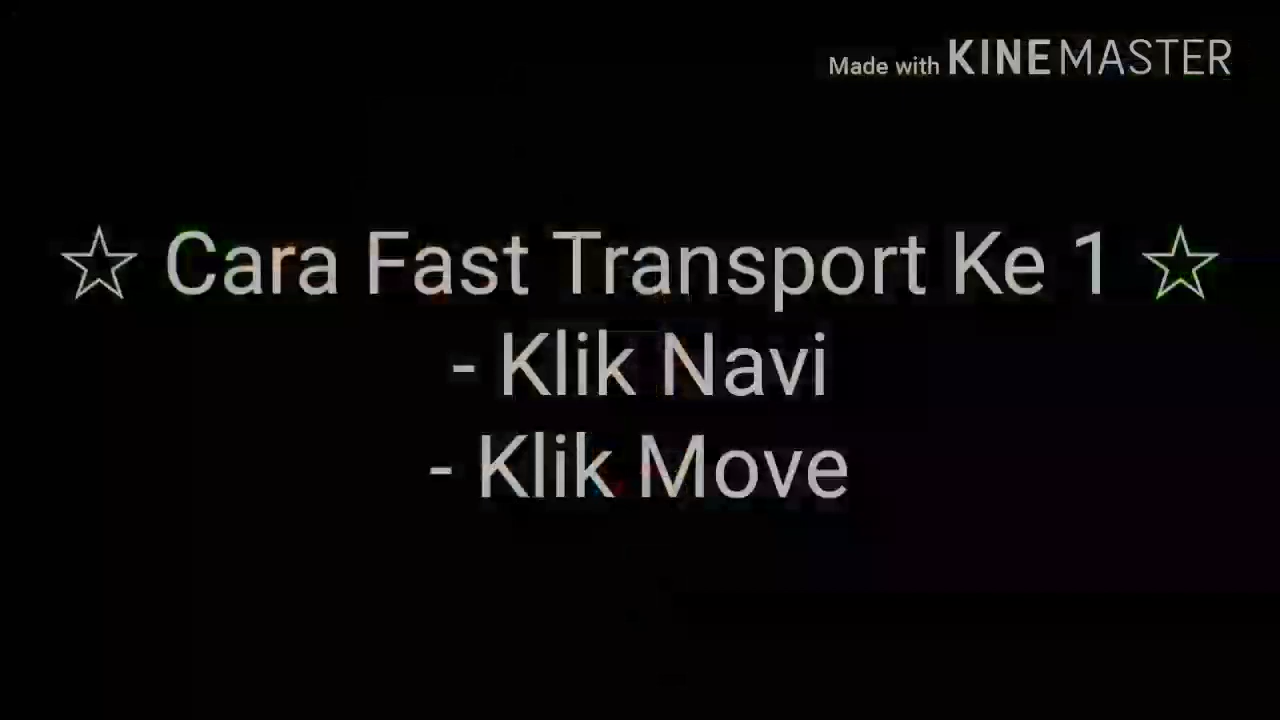 Made with KINEMASTER
☆ Cara Fast Transport Ke 1 ☆
- Klik Navi
- Klik Move